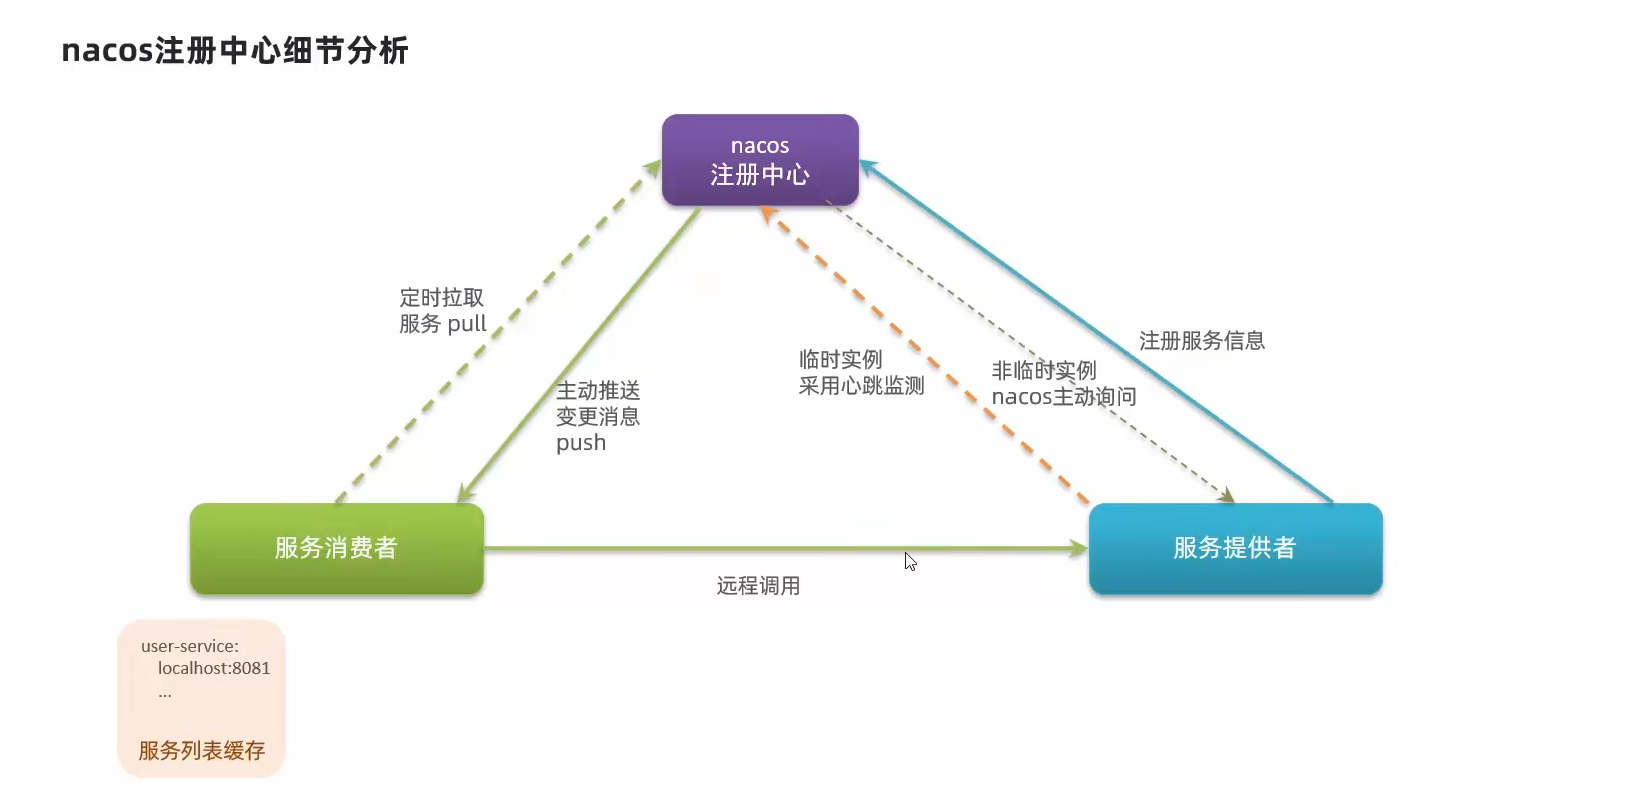 nacos注册中心细节分析
nacos
注册中心
定时拉取
服务 pull
主动推送
变更消息
push
临时实例
采用心跳监测
非临时实例
nacos主动询问
注册服务信息
服务消费者
服务提供者
远程调用
user-service:
localhost:8081
...
服务列表缓存